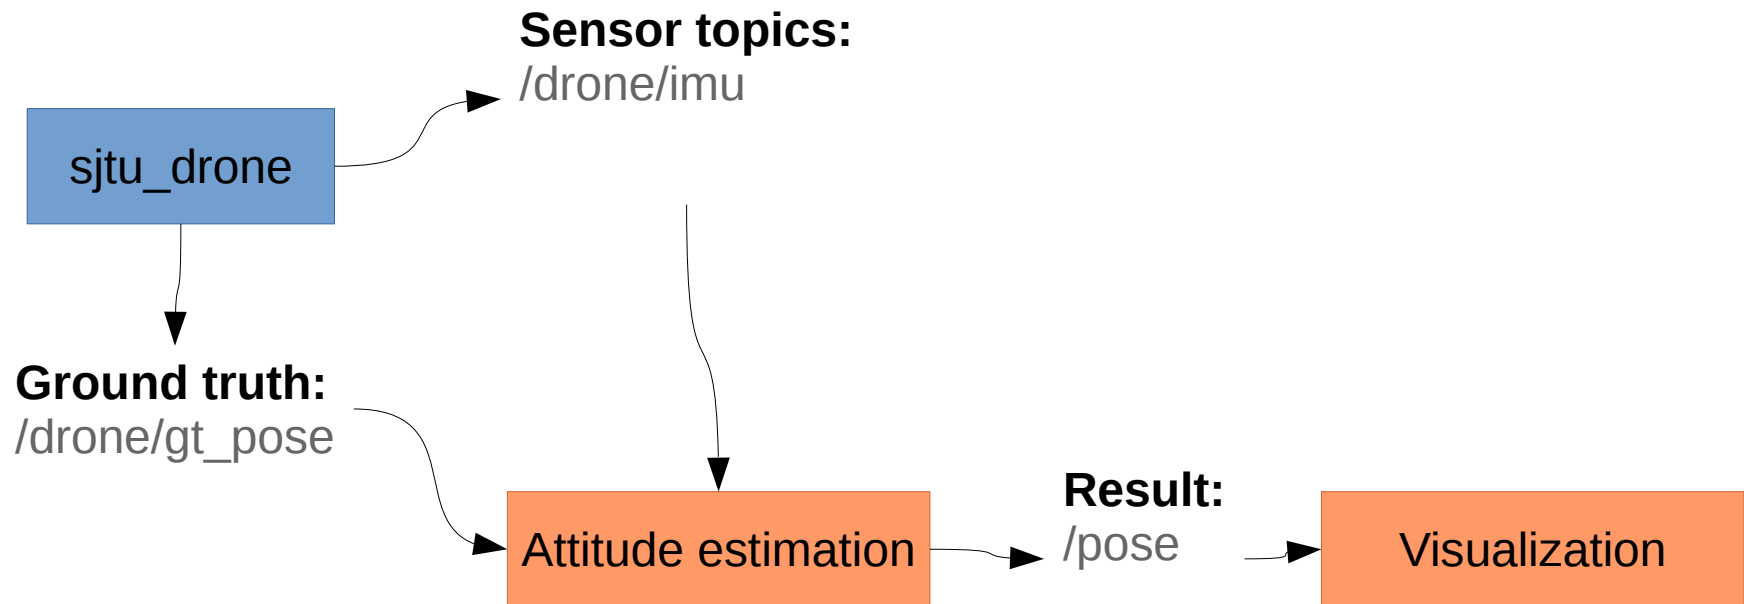 Sensor topics:
/drone/imu
sjtu_drone
Ground truth:
/drone/gt_pose
Attitude estimation
Result:
/pose
Visualization